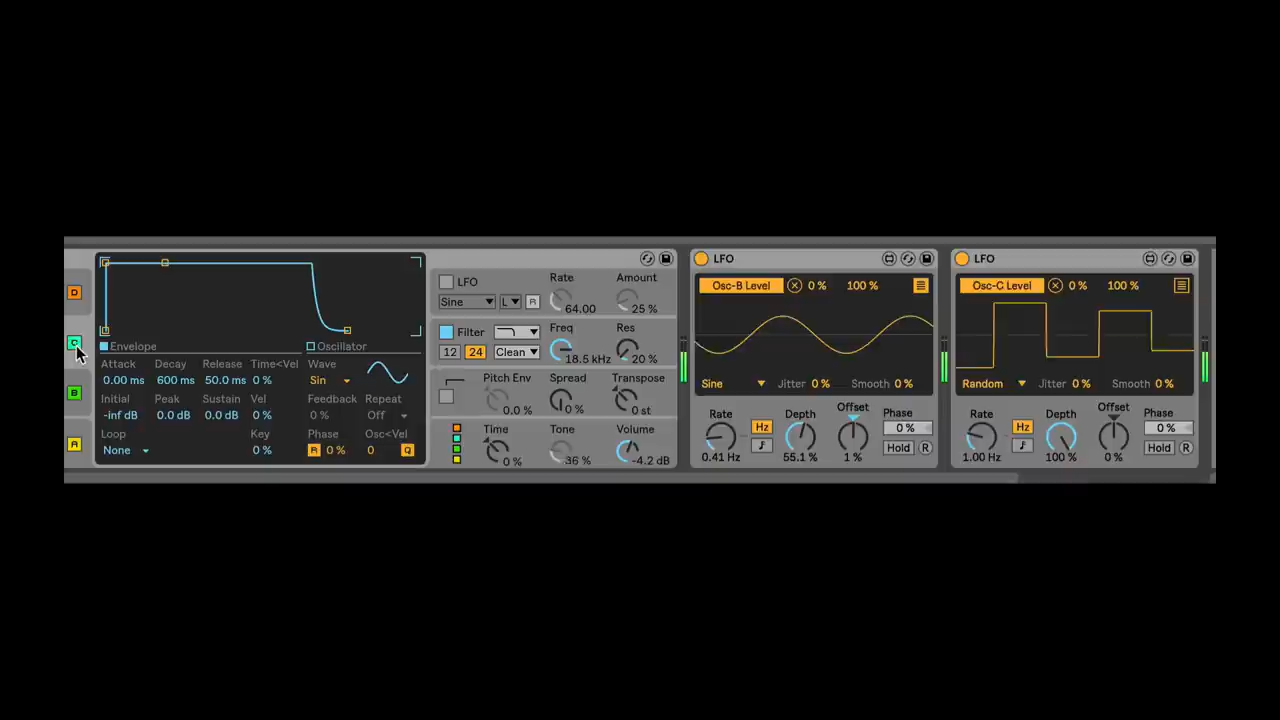 D
C
B
A
Envelope
Oscillator
Attack Decay Release Time<Vel
0.00 ms 600 ms 50.0 ms 0 %
Initial Peak Sustain Vel
-inf dB 0.0 dB 0.0 dB 0 %
Loop Key
None 0 %
Wave
Sin
Feedback Repeat
0 % Off
Phase Osc<Vel
R 0 % 0 Q
LFO Rate Amount
Sine L R 64.00 25 %
Filter Freq Res
12 24 Clean 18.5 kHz 20 %
Pitch Env Spread Transpose
0.0 % 0 % 0 st
Time Tone Volume
0 % 36 % -4.2 dB
LFO
Osc-B Level 0 % 100 %
Sine Jitter 0 % Smooth 0 %
Rate Hz Depth Offset Phase
0 %
Hold R
0.41 Hz 55.1 % 1 %
LFO
Osc-C Level 0 % 100 %
Random Jitter 0 % Smooth 0 %
Rate Hz Depth Offset Phase
0 %
Hold R
1.00 Hz 100 % 0 %